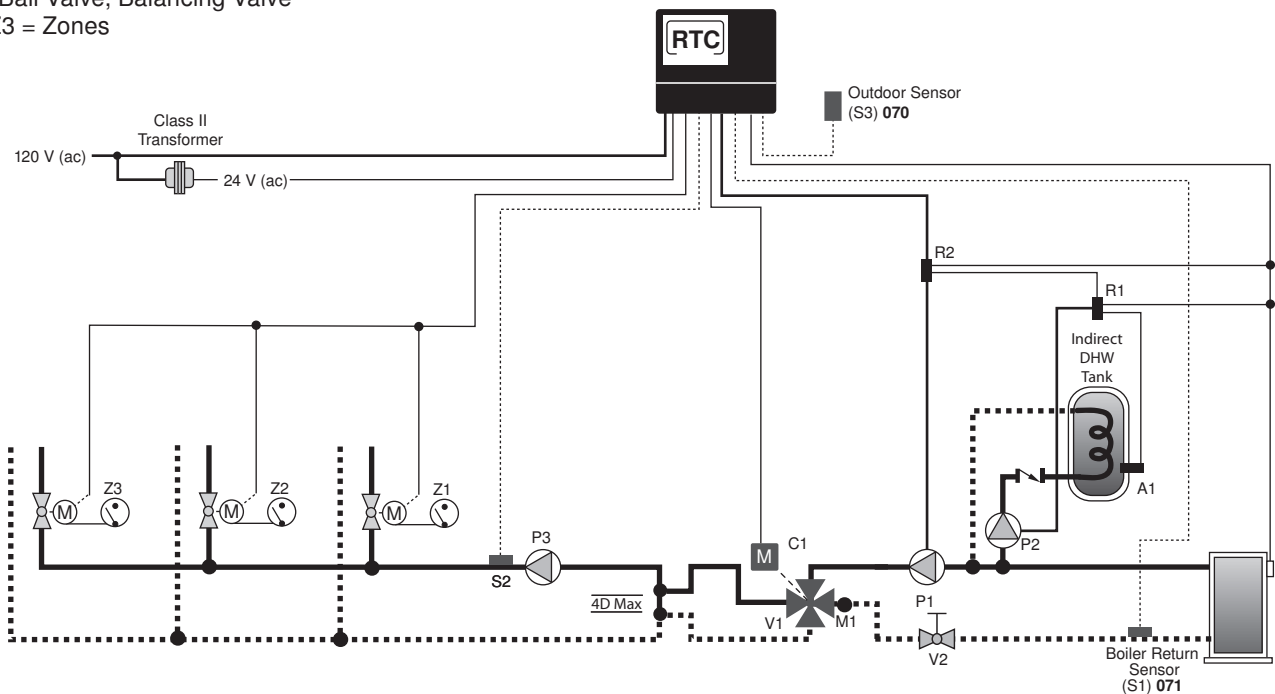 Ball Valve, Balancing Valve
Z3 = Zones
RTC
Outdoor Sensor
(S3) 070
Class II
Transformer
120 V (ac)
24 V (ac)
R2
R1
Indirect
DHW
Tank
Z3
Z2
Z1
M
M
M
A1
P3
C1
M
P2
S2
4D Max
V1
M1
P1
V2
Boiler Return
Sensor
(S1) 071